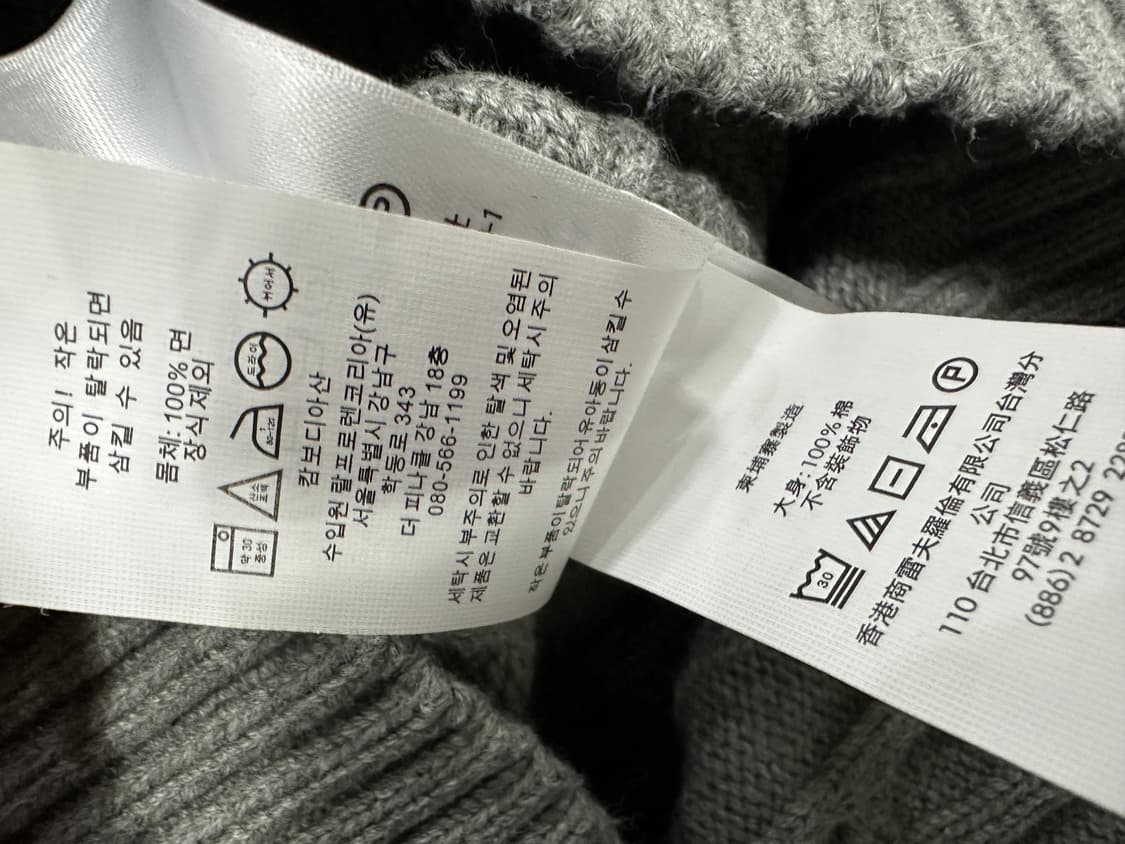 주의! 작은
부품이 탈락되면
삼킬 수 있음
몸체: 100% 면
장식제외
약 30
중성
산소
표백
80-120
드라이
뉘어서
캄보디아산
수입원 랄프로렌코리아(유)
서울특별시 강남구
학동로 343
더 피나클 강남 18층
080-566-1199
세탁시 부주의로 인한 탈색 및 오염된
제품은 교환할 수 없으니 세탁시 주의
바랍니다.
작은 부품이 탈락되어 유아동이 삼킬 수
있으니 주의 바랍니다.
P
柬埔寨製造
大身: 100% 棉
不含裝飾物
30
P
香港商雷夫羅倫有限公司台灣分
公司
110 台北市信義區松仁路
97號9樓之2
(886) 2 8729